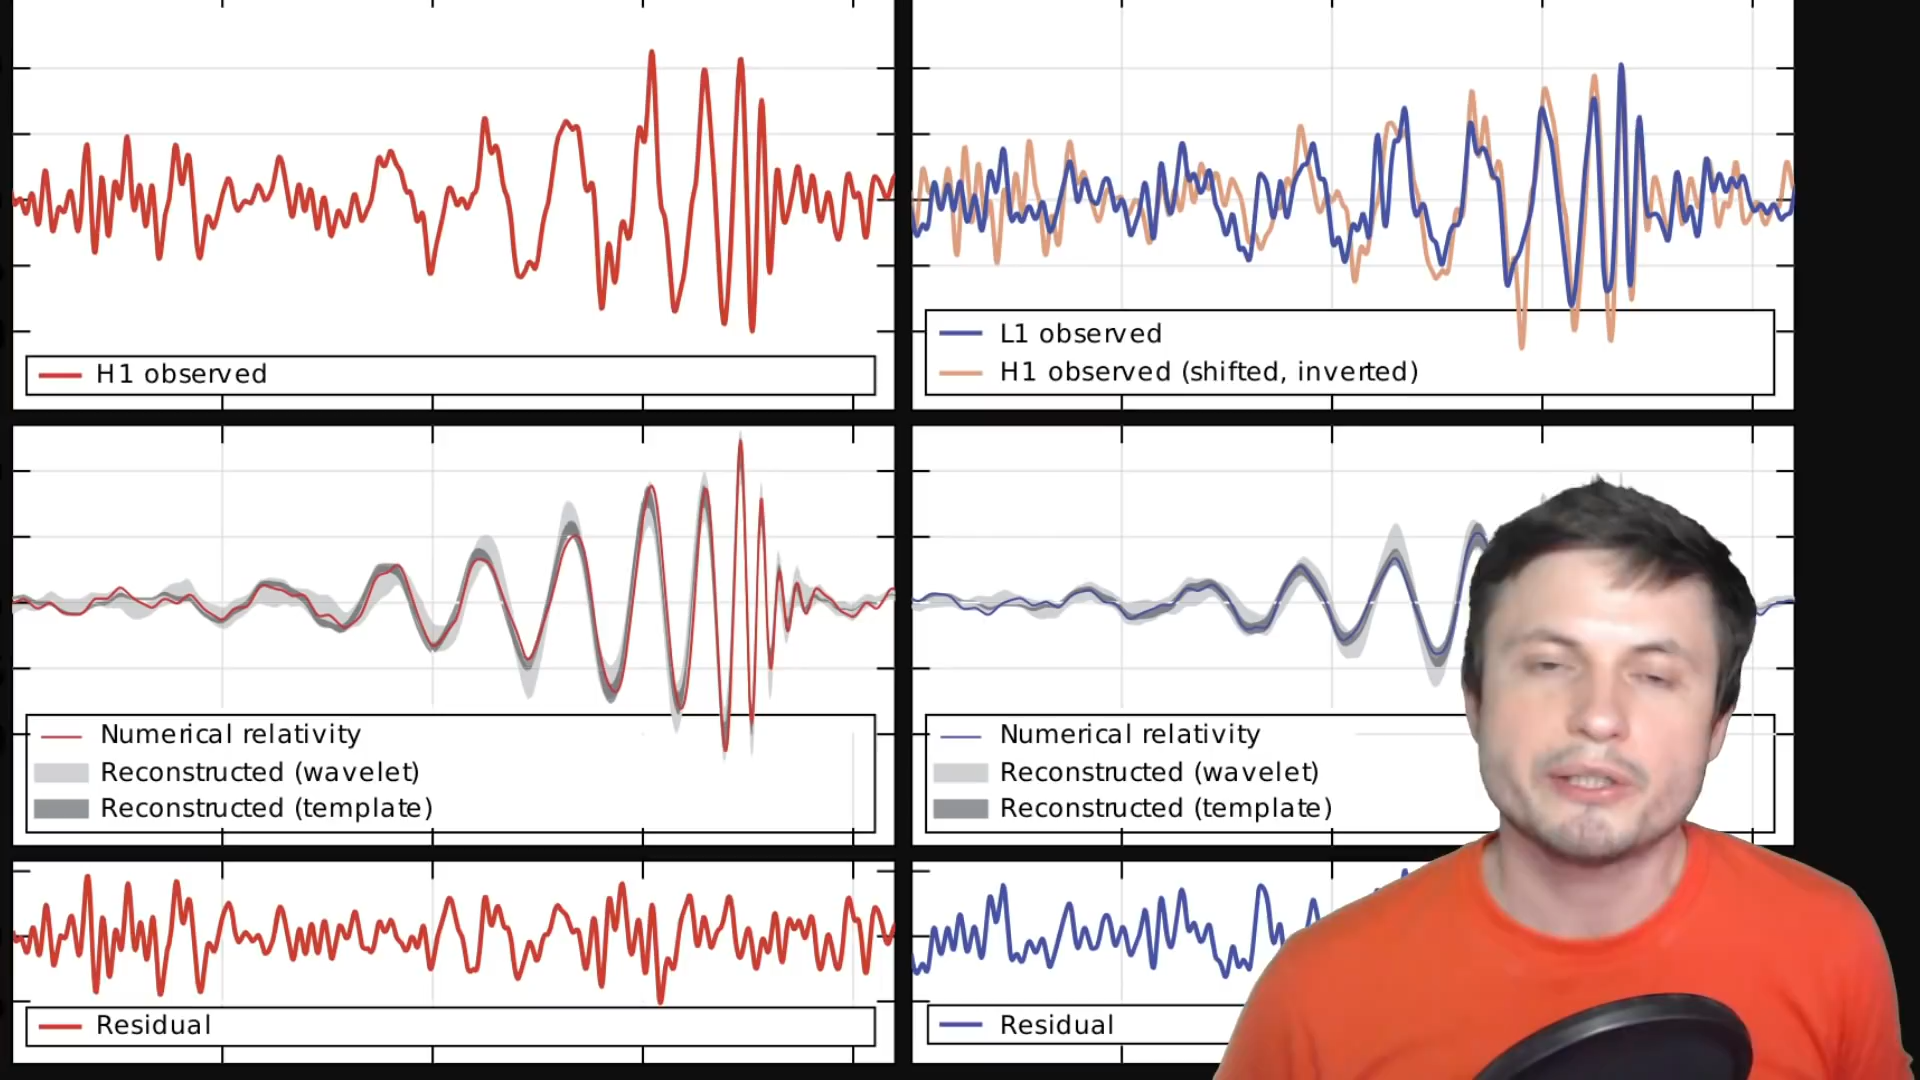 H1 observed
L1 observed
H1 observed (shifted, inverted)
Numerical relativity
Reconstructed (wavelet)
Reconstructed (template)
Numerical relativity
Reconstructed (wavelet)
Reconstructed (template)
Residual
Residual